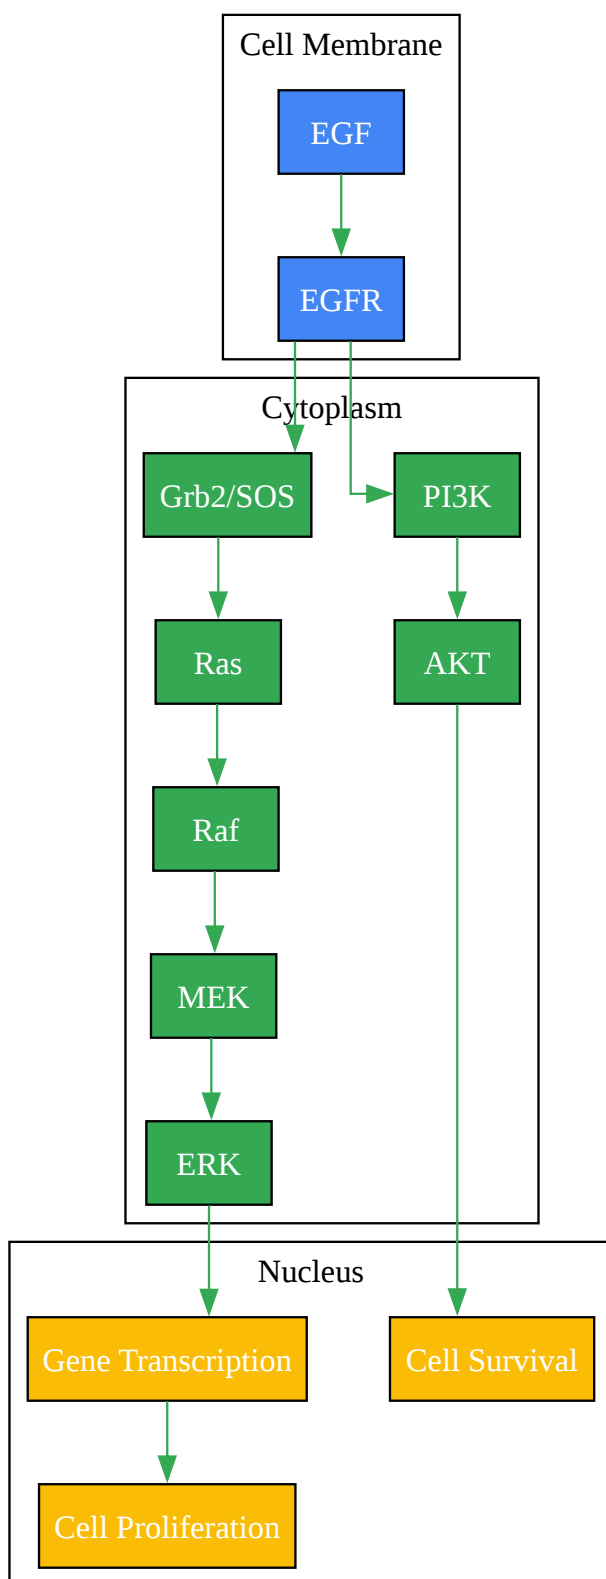 Cell Membrane
EGF
EGFR
Cytoplasm
Grb2/SOS
PI3K
Ras
AKT
Raf
MEK
ERK
Nucleus
Gene Transcription
Cell Survival
Cell Proliferation